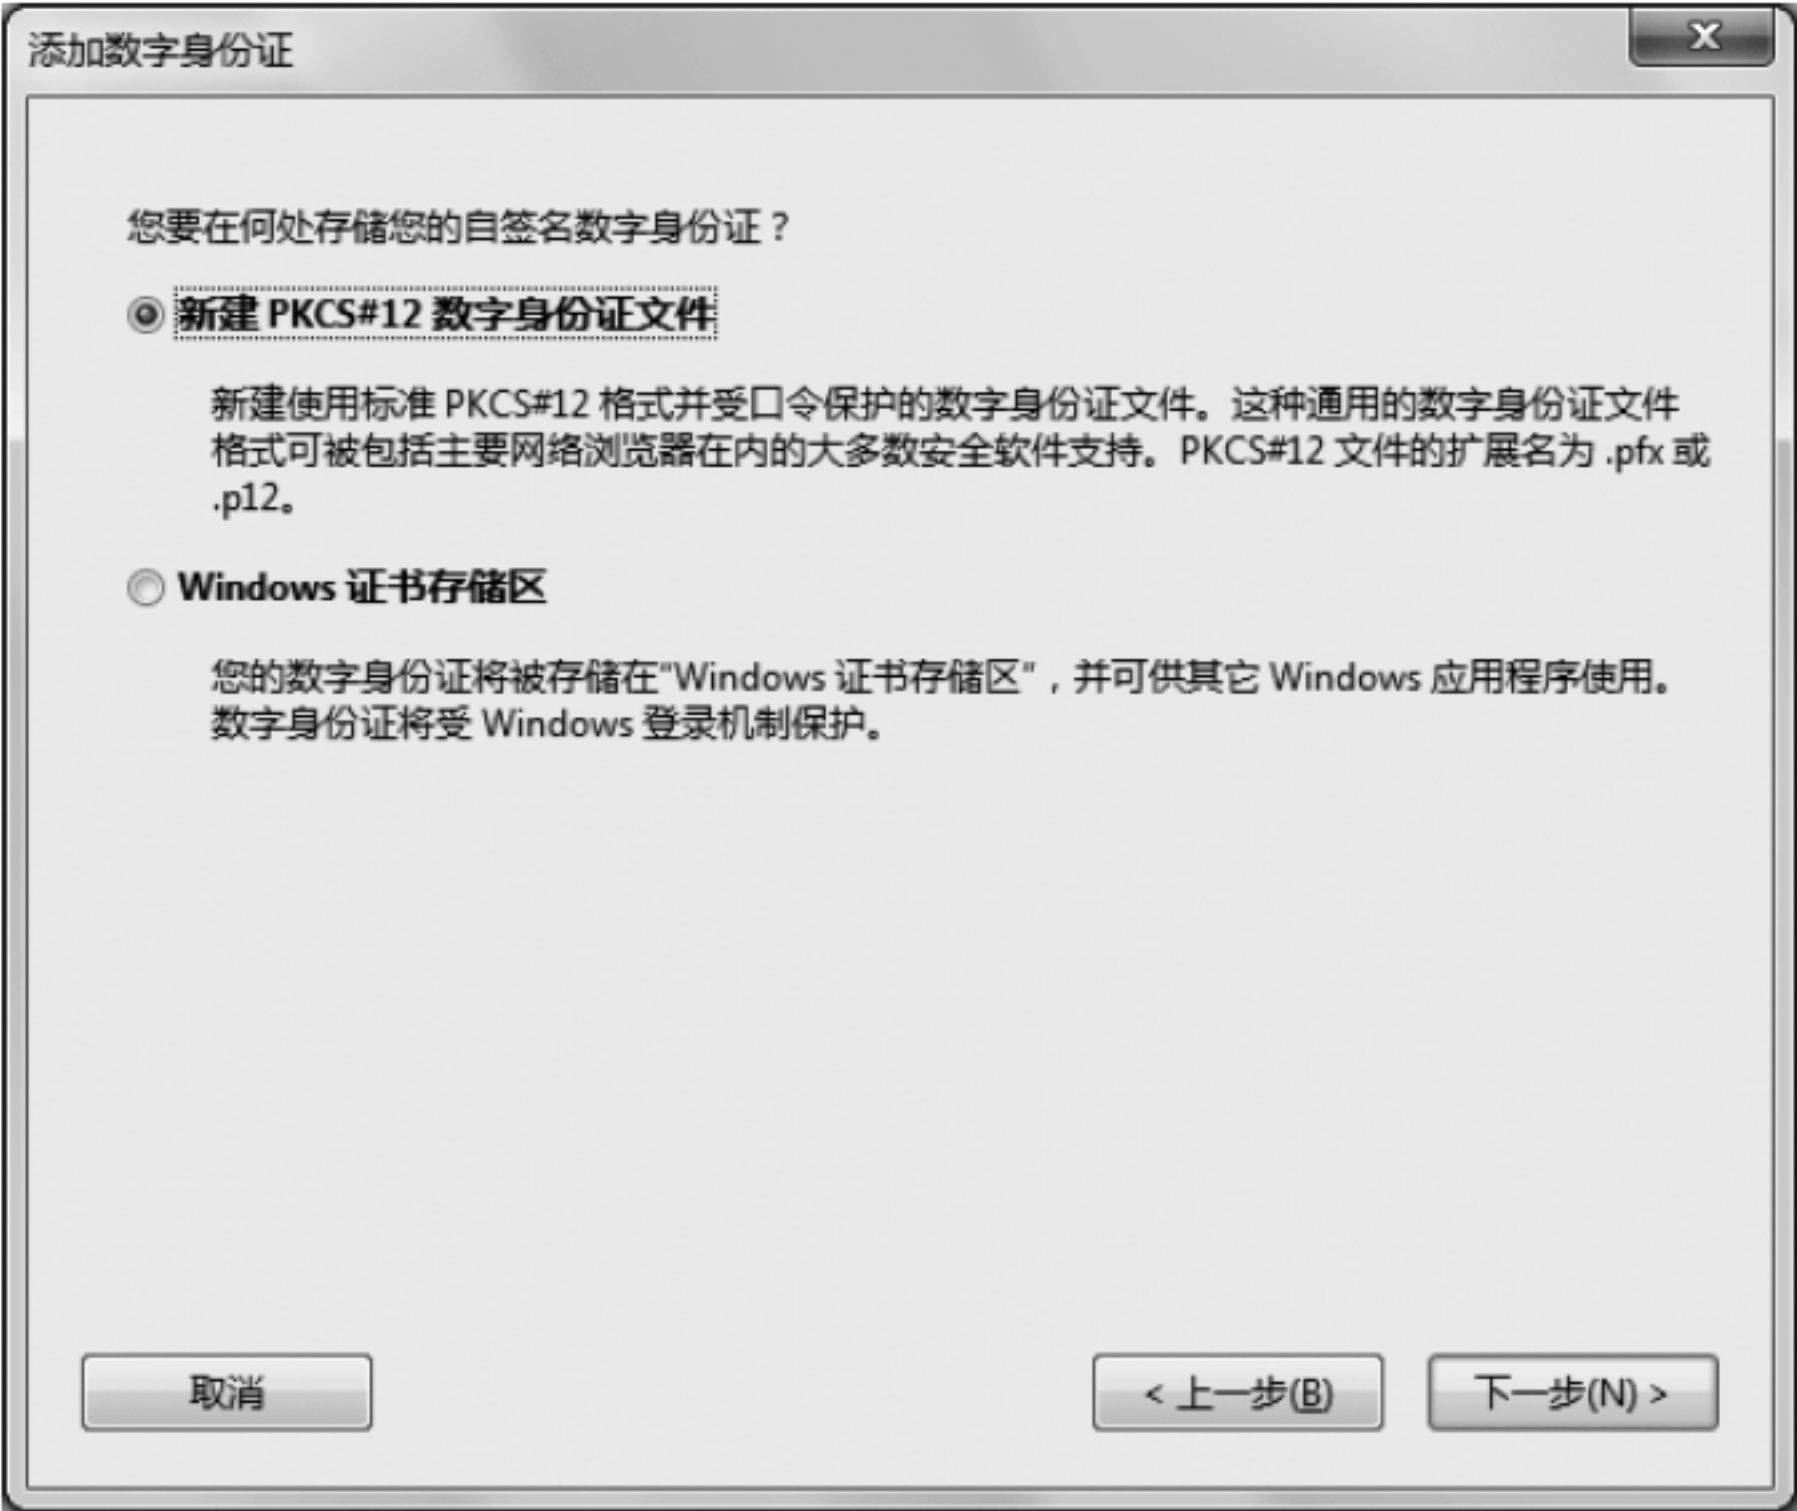 添加数字身份证
您要在何处存储您的自签名数字身份证？
新建 PKCS#12 数字身份证文件
新建使用标准 PKCS#12 格式并受口令保护的数字身份证文件。这种通用的数字身份证文件
格式可被包括主要网络浏览器在内的大多数安全软件支持。PKCS#12 文件的扩展名为 .pfx 或
.p12。
Windows 证书存储区
您的数字身份证将被存储在"Windows 证书存储区"，并可供其它 Windows 应用程序使用。
数字身份证将受 Windows 登录机制保护。
取消
< 上一步(B)
下一步(N) >